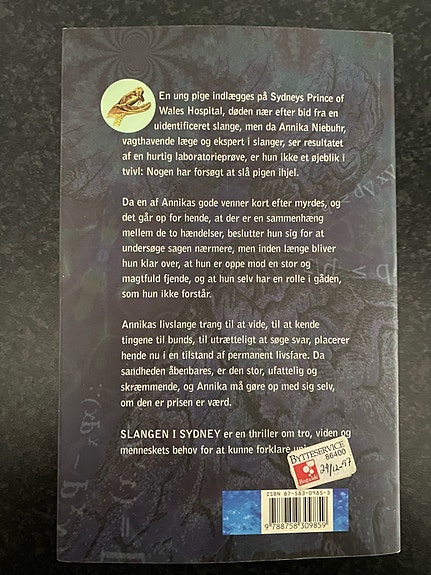 En ung pige indlægges på Sydneys Prince of
Wales Hospital, døden nær efter bid fra en
uidentificeret slange, men da Annika Niebuhr,
vagthavende læge og ekspert i slanger, ser resultatet
af en hurtig laboratorieprøve, er hun ikke et øjeblik i
tvivl: Nogen har forsøgt at slå pigen ihjel.
Da en af Annikas gode venner kort efter myrdes, og
det går op for hende, at der er en sammenhæng
mellem de to hændelser, beslutter hun sig for at
undersøge sagen nærmere, men inden længe bliver
hun klar over, at hun er oppe mod en stor og
magtfuld fjende, og at hun selv har en rolle i gåden,
som hun ikke forstår.
Annikas livslange trang til at vide, til at kende
tingene til bunds, til utrætteligt at søge svar, placerer
hende nu i en tilstand af permanent livsfare. Da
sandheden åbenbares, er den stor, ufattelig og
skræmmende, og Annika må gøre op med sig selv,
om den er prisen er værd.
SLANGEN I SYDNEY er en thriller om tro, viden og
menneskets behov for at kunne forklare
BYTTESERVICE
86400
29/12-97
ISBN 87-583-0985-3
9 788758 309859